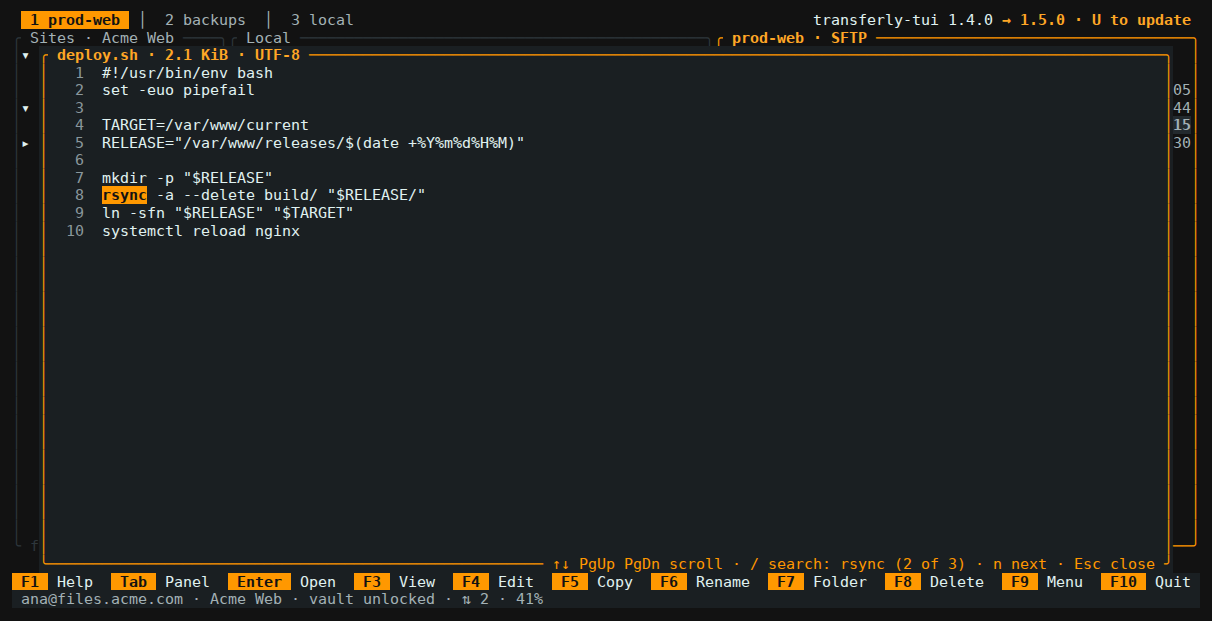 1 prod-web │ 2 backups │ 3 local transferly-tui 1.4.0 → 1.5.0 · U to update
Sites · Acme Web Local prod-web · SFTP
▾ deploy.sh · 2.1 KiB · UTF-8
1 #!/usr/bin/env bash
2 set -euo pipefail 05
▾ 3 44
4 TARGET=/var/www/current 15
▸ 5 RELEASE="/var/www/releases/$(date +%Y%m%d%H%M)" 30
6
7 mkdir -p "$RELEASE"
8 rsync -a --delete build/ "$RELEASE/"
9 ln -sfn "$RELEASE" "$TARGET"
10 systemctl reload nginx
f
↑↓ PgUp PgDn scroll · / search: rsync (2 of 3) · n next · Esc close
F1 Help Tab Panel Enter Open F3 View F4 Edit F5 Copy F6 Rename F7 Folder F8 Delete F9 Menu F10 Quit
ana@files.acme.com · Acme Web · vault unlocked · ⇅ 2 · 41%